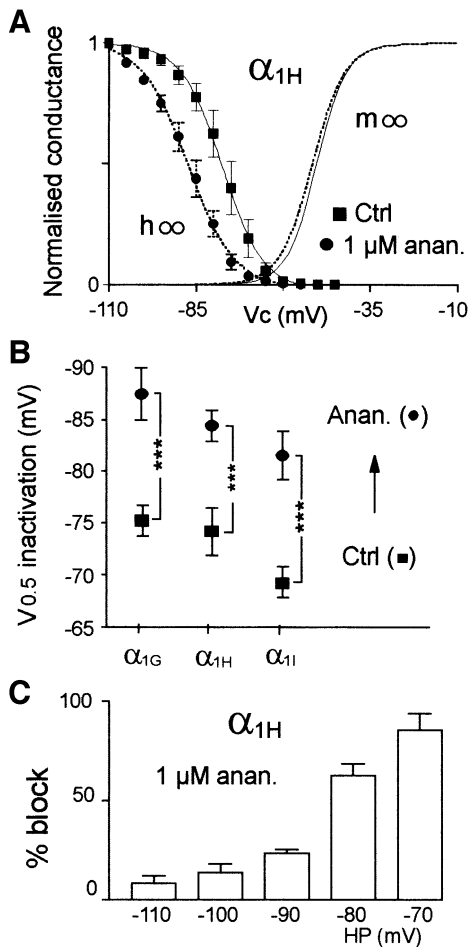 A
Normalised conductance
1
0
α1H
m∞
h∞
■ Ctrl
● 1 µM anan.
-110 -85 -35 -10
Vc (mV)
B
V0.5 inactivation (mV)
-90
-85
-80
-75
-70
-65
***
***
***
Anan. (●)
Ctrl (■)
α1G α1H α1I
C
% block
100
50
0
α1H
1 µM anan.
-110 -100 -90 -80 -70
HP (mV)